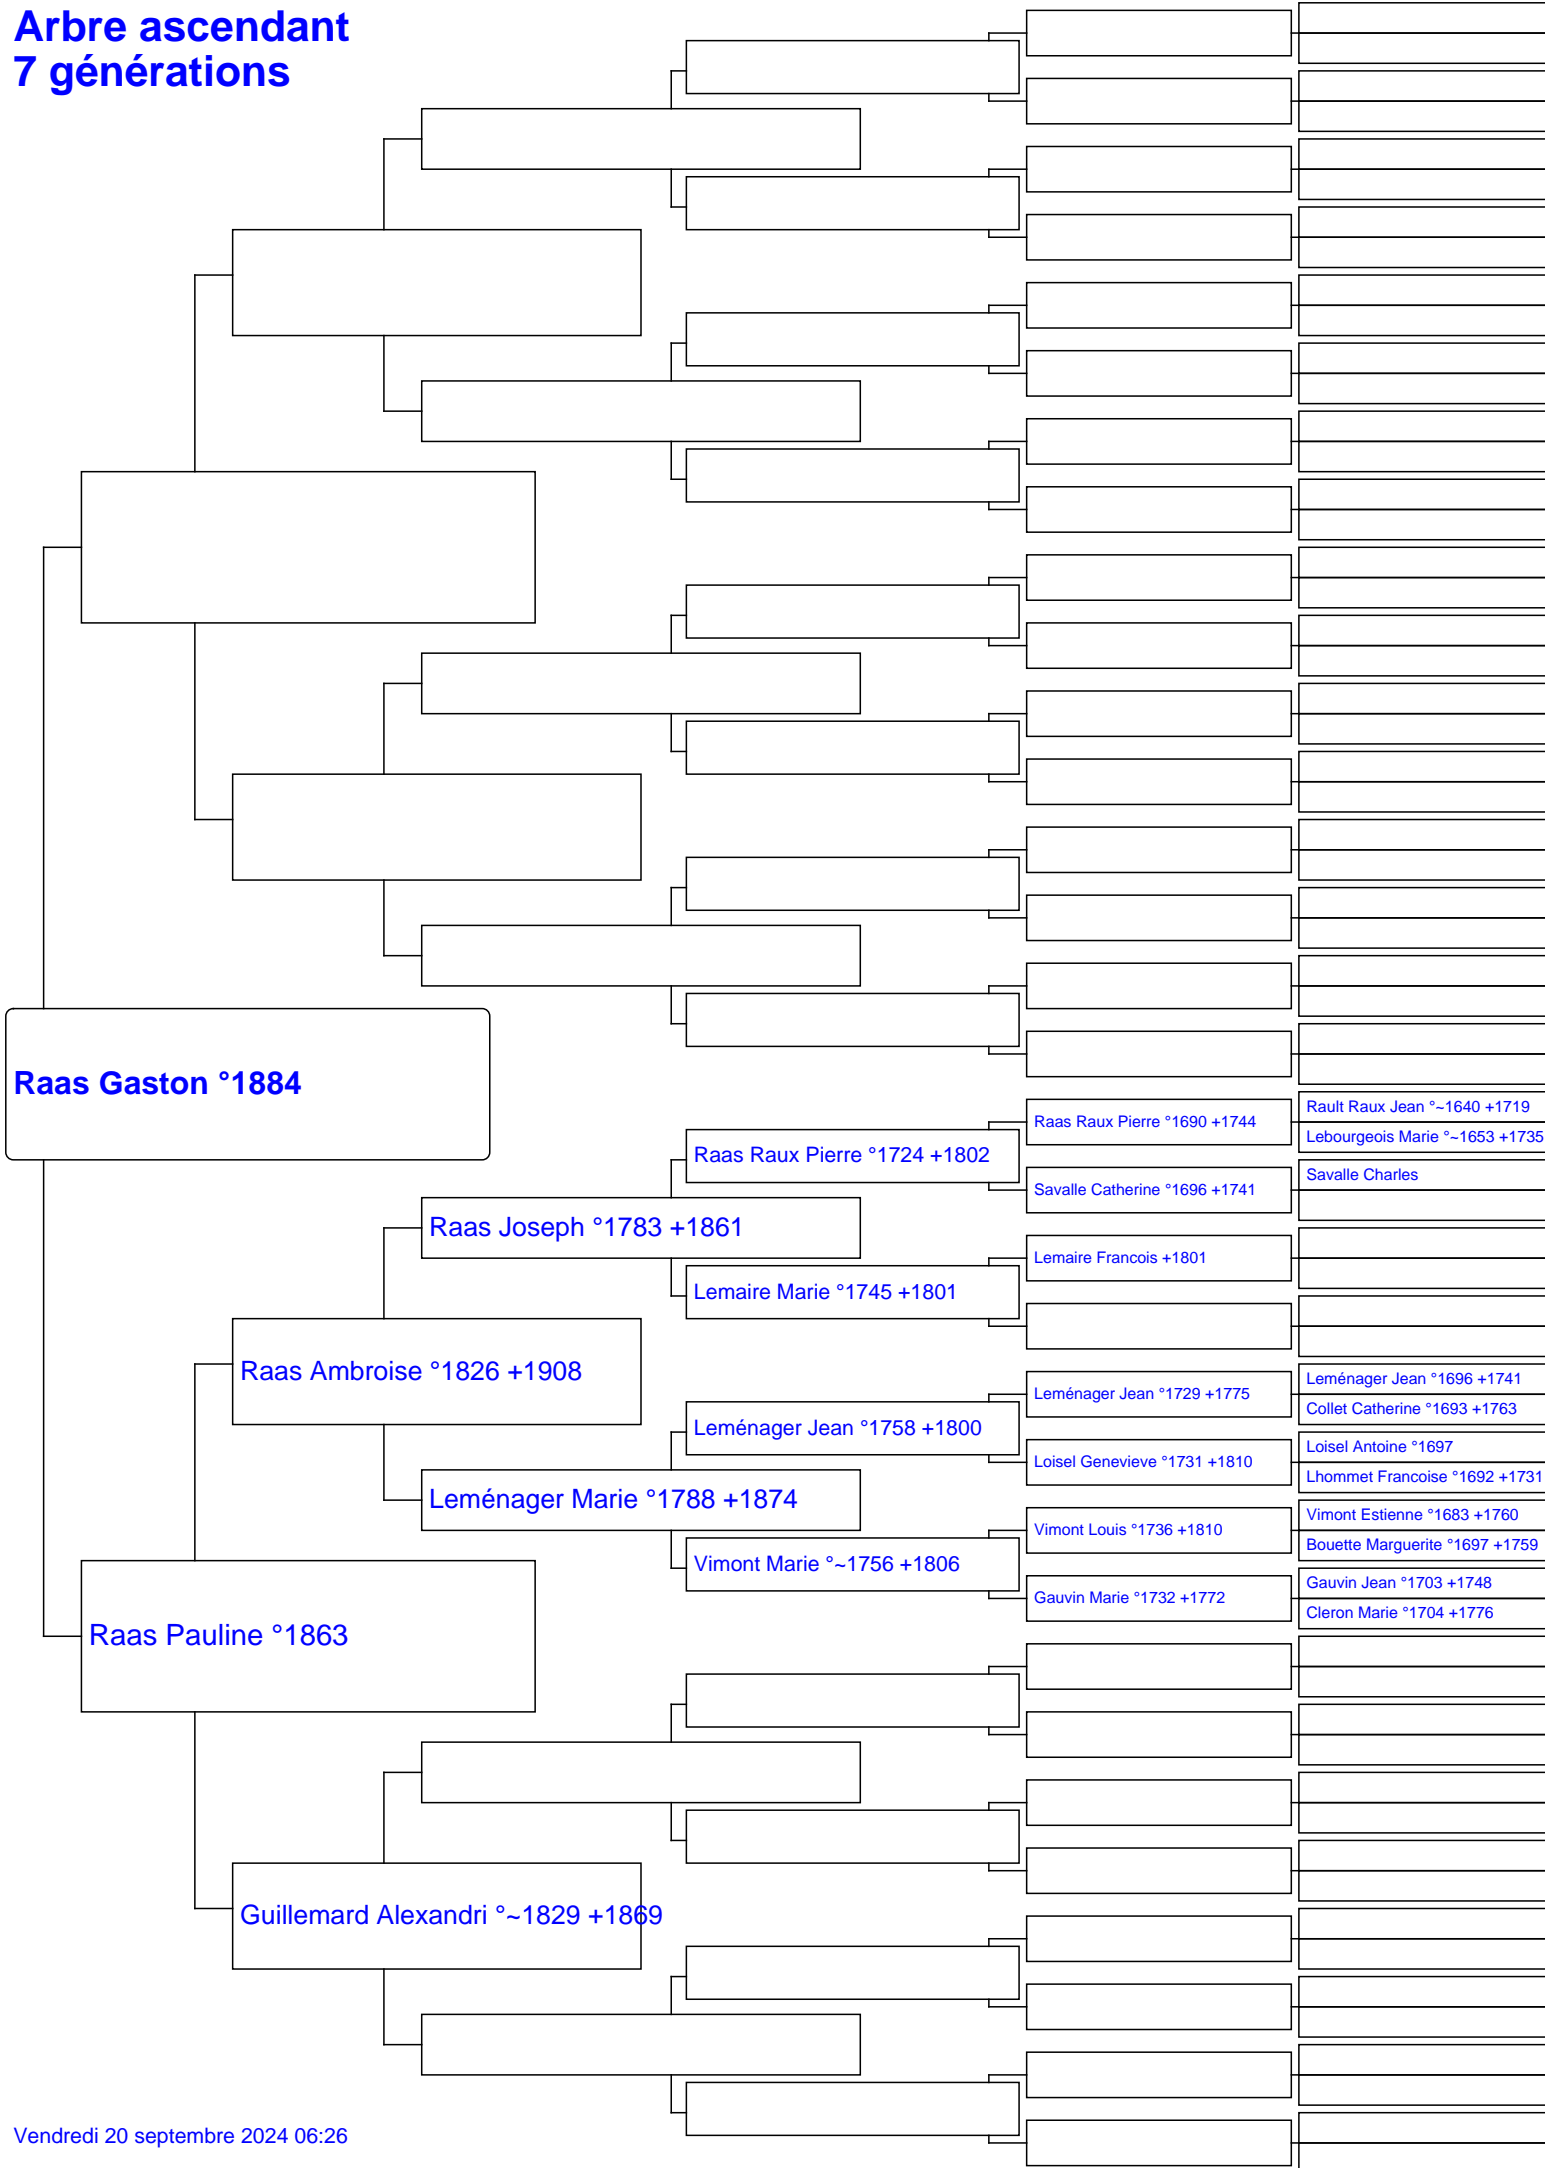 Arbre ascendant
7 générations
Raas Gaston °1884
Raas Pauline °1863
Raas Ambroise °1826 +1908
Guillemard Alexandri °~1829 +1869
Raas Joseph °1783 +1861
Leménager Marie °1788 +1874
Raas Raux Pierre °1724 +1802
Lemaire Marie °1745 +1801
Leménager Jean °1758 +1800
Vimont Marie °~1756 +1806
Raas Raux Pierre °1690 +1744
Savalle Catherine °1696 +1741
Lemaire Francois +1801
Leménager Jean °1729 +1775
Loisel Genevieve °1731 +1810
Vimont Louis °1736 +1810
Gauvin Marie °1732 +1772
Rault Raux Jean °~1640 +1719
Lebourgeois Marie °~1653 +1735
Savalle Charles
Leménager Jean °1696 +1741
Collet Catherine °1693 +1763
Loisel Antoine °1697
Lhommet Francoise °1692 +1731
Vimont Estienne °1683 +1760
Bouette Marguerite °1697 +1759
Gauvin Jean °1703 +1748
Cleron Marie °1704 +1776
Vendredi 20 septembre 2024 06:26